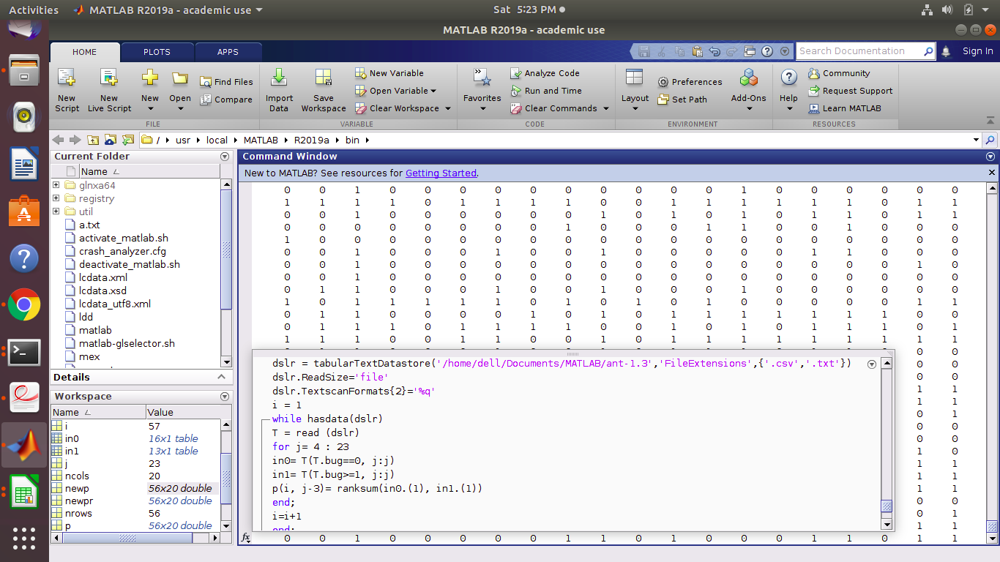 Activities
MATLAB R2019a - academic use
Sat 5:23 PM
MATLAB R2019a - academic use
HOME
PLOTS
APPS
Search Documentation
Sign In
New Script
New Live Script
New
Open
Find Files
Compare
Import Data
Save Workspace
New Variable
Open Variable
Clear Workspace
Favorites
Analyze Code
Run and Time
Clear Commands
Layout
Preferences
Set Path
Add-Ons
Help
Community
Request Support
Learn MATLAB
FILE
VARIABLE
CODE
ENVIRONMENT
RESOURCES
/ usr local MATLAB R2019a bin
Current Folder
Name
glnxa64
registry
util
a.txt
activate_matlab.sh
crash_analyzer.cfg
deactivate_matlab.sh
lcdata.xml
lcdata.xsd
lcdata_utf8.xml
ldd
matlab
matlab-glselector.sh
mex
Details
Workspace
Name Value
i 57
in0 16x1 table
in1 13x1 table
j 23
ncols 20
newp 56x20 double
newpr 56x20 double
nrows 56
p 56x20 double
Command Window
New to MATLAB? See resources for Getting Started.
0 0 1 0 0 0 0 0 0 0 0 0 0 1 0 0 0 0 0 0
1 1 1 1 0 1 1 1 1 0 0 1 1 1 1 1 1 0 1 1
0 0 1 0 0 0 0 0 0 1 0 1 0 1 0 1 1 0 1 1
0 0 0 0 0 0 0 0 1 0 0 0 1 1 0 0 1 0 0 0
1 0 0 0 0 0 0 0 0 0 0 0 0 0 0 0 0 0 0 0
0 0 1 0 0 0 1 0 0 1 0 0 0 0 0 1 1 0 0 0
0 0 0 0 0 0 0 0 0 0 0 0 0 0 0 0 0 0 1 0
0 0 1 0 0 0 0 0 0 0 0 0 0 0 0 0 0 0 0 0
0 1 1 0 0 0 1 0 0 1 0 0 0 1 0 0 0 0 0 0
1 0 1 1 1 1 1 0 1 0 1 0 1 0 0 0 0 0 1 1
0 1 1 0 0 0 0 1 0 1 0 1 1 1 1 1 1 1 0 1
0 1 1 1 0 1 1 1 1 0 0 0 1 1 0 1 1 1 0 1
1 1 1 0 0 1 1 0 0 1 0 1 1 1 1 1 1 1 1 1
0 0
0 0
0 0
1 1
1 1
0 1
0 0
0 0
1 0
1 1
1 1
1 1
0 0
0 1
1 1
dslr = tabularTextDatastore('/home/dell/Documents/MATLAB/ant-1.3','FileExtensions',{'.csv','.txt'})
dslr.ReadSize='file'
dslr.TextscanFormats{2}='%q'
i = 1
while hasdata(dslr)
T = read (dslr)
for j= 4 : 23
in0= T(T.bug==0, j:j)
in1= T(T.bug>=1, j:j)
p(i, j-3)= ranksum(in0.(1), in1.(1))
end;
i=i+1
end;
fx
0 0 1 0 0 0 0 0 1 1 0 1 0 0 0 1 1 0 1 1